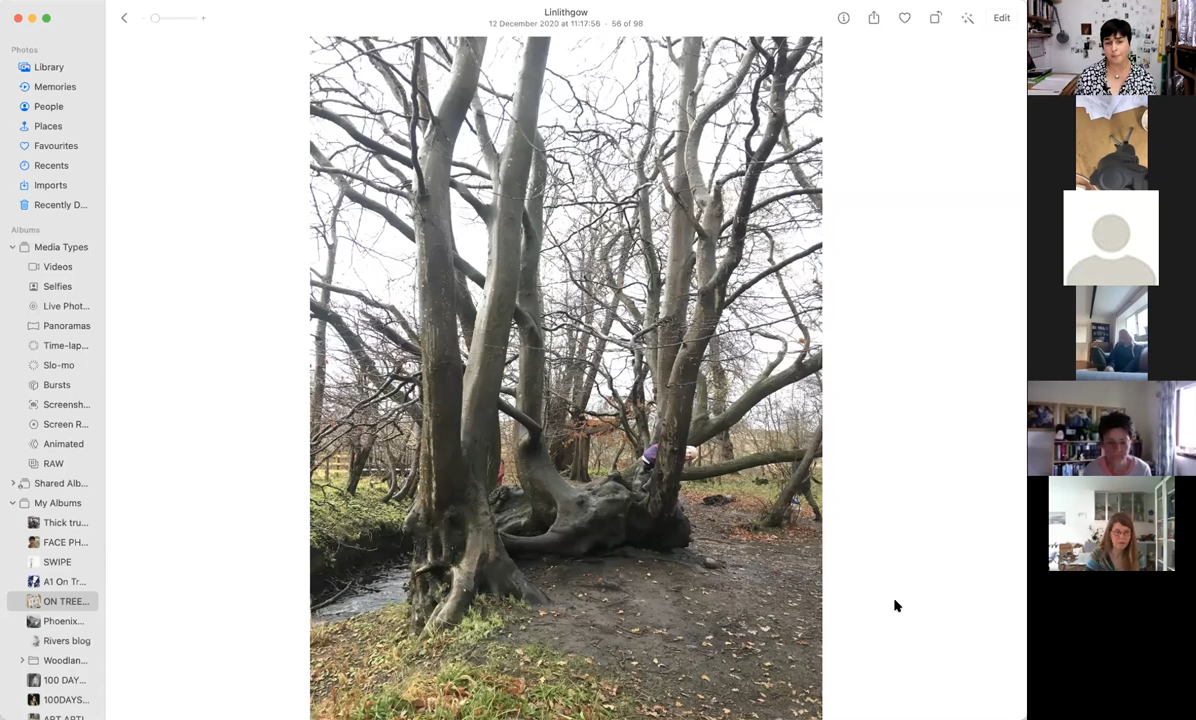 Linlithgow
12 December 2020 at 11:17:56 - 56 of 98
Edit
Photos
Library
Memories
People
Places
Favourites
Recents
Imports
Recently D...
Albums
Media Types
Videos
Selfies
Live Phot...
Panoramas
Time-lap...
Slo-mo
Bursts
Screensh...
Screen R...
Animated
RAW
Shared Alb...
My Albums
Thick tru...
FACE PH...
SWIPE
A1 On Tr...
ON TREE...
Phoenix...
Rivers blog
Woodlan...
100 DAY...
100DAYS...